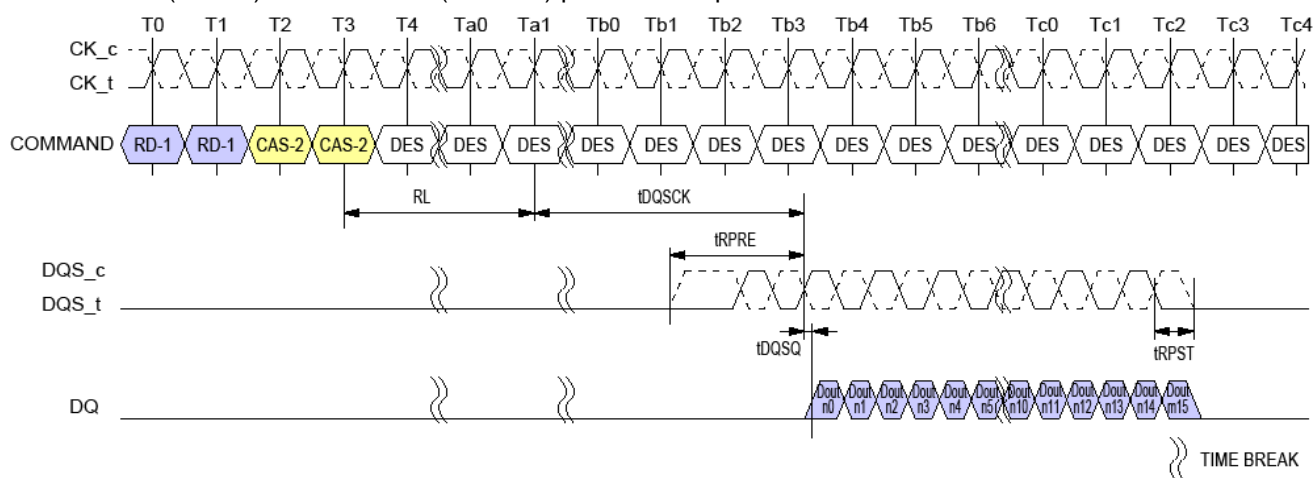 T0 T1 T2 T3 T4 Ta0 Ta1 Tb0 Tb1 Tb2 Tb3 Tb4 Tb5 Tb6 Tc0 Tc1 Tc2 Tc3 Tc4
CK_c
CK_t
COMMAND RD-1 RD-1 CAS-2 CAS-2 DES DES DES DES DES DES DES DES DES DES DES DES DES DES DES
RL tDQSCK
tRPRE
DQS_c
DQS_t
tDQSQ tRPST
DQ Dout n0 Dout n1 Dout n2 Dout n3 Dout n4 Dout n5 Dout n10 Dout n11 Dout n12 Dout n13 Dout n14 Dout m15
TIME BREAK